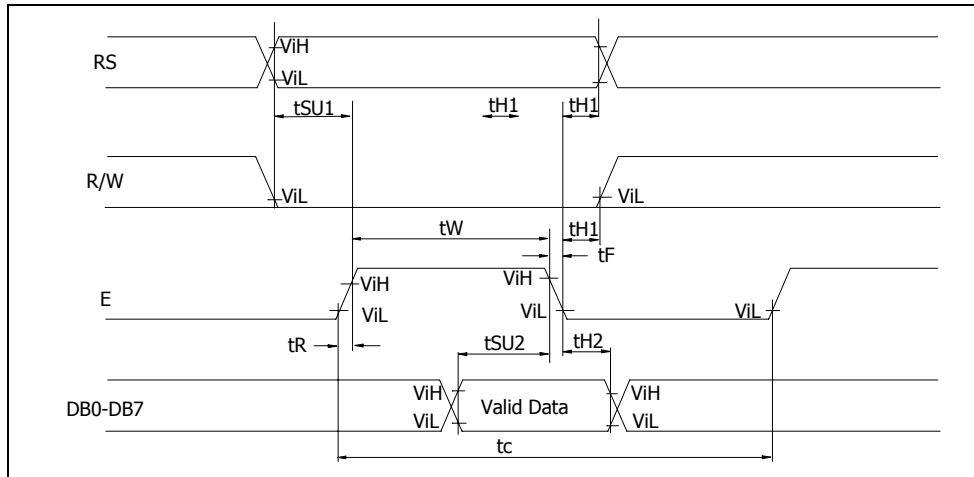 ViH
RS
ViL
tSU1 tH1 tH1
R/W
ViL ViL
tW tH1
tF
ViH ViH
E
ViL ViL ViL
tR tSU2 tH2
ViH ViH
DB0-DB7 Valid Data
ViL ViL
tc